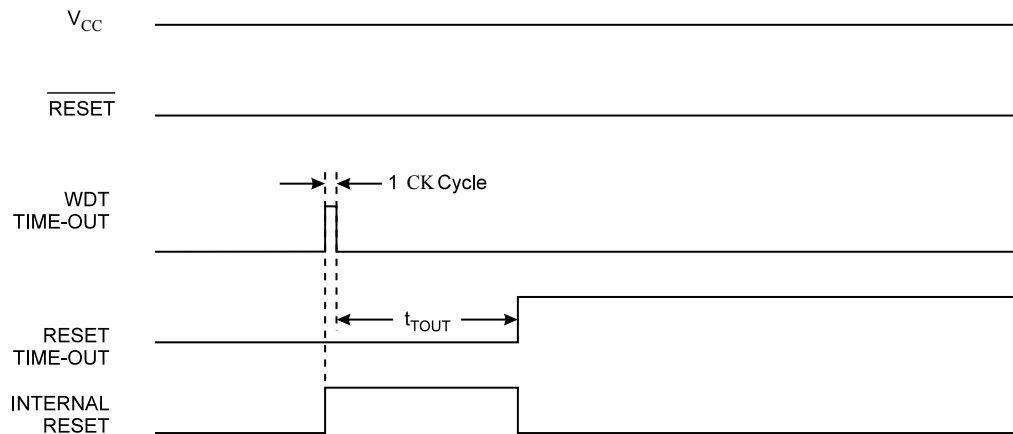 VCC
RESET
1 CK Cycle
WDT
TIME-OUT
tTOUT
RESET
TIME-OUT
INTERNAL
RESET